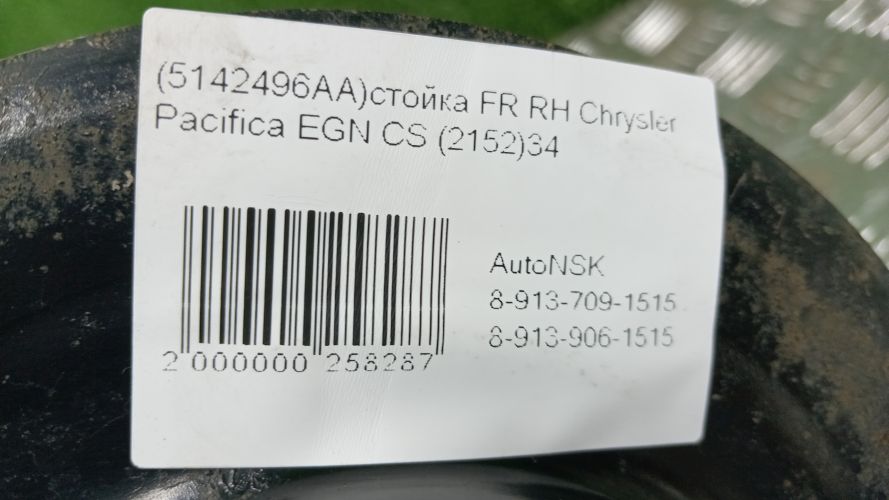 (5142496AA)стойка FR RH Chrysler
Pacifica EGN CS (2152)34
AutoNSK
8-913-709-1515
8-913-906-1515
2 000000 258287